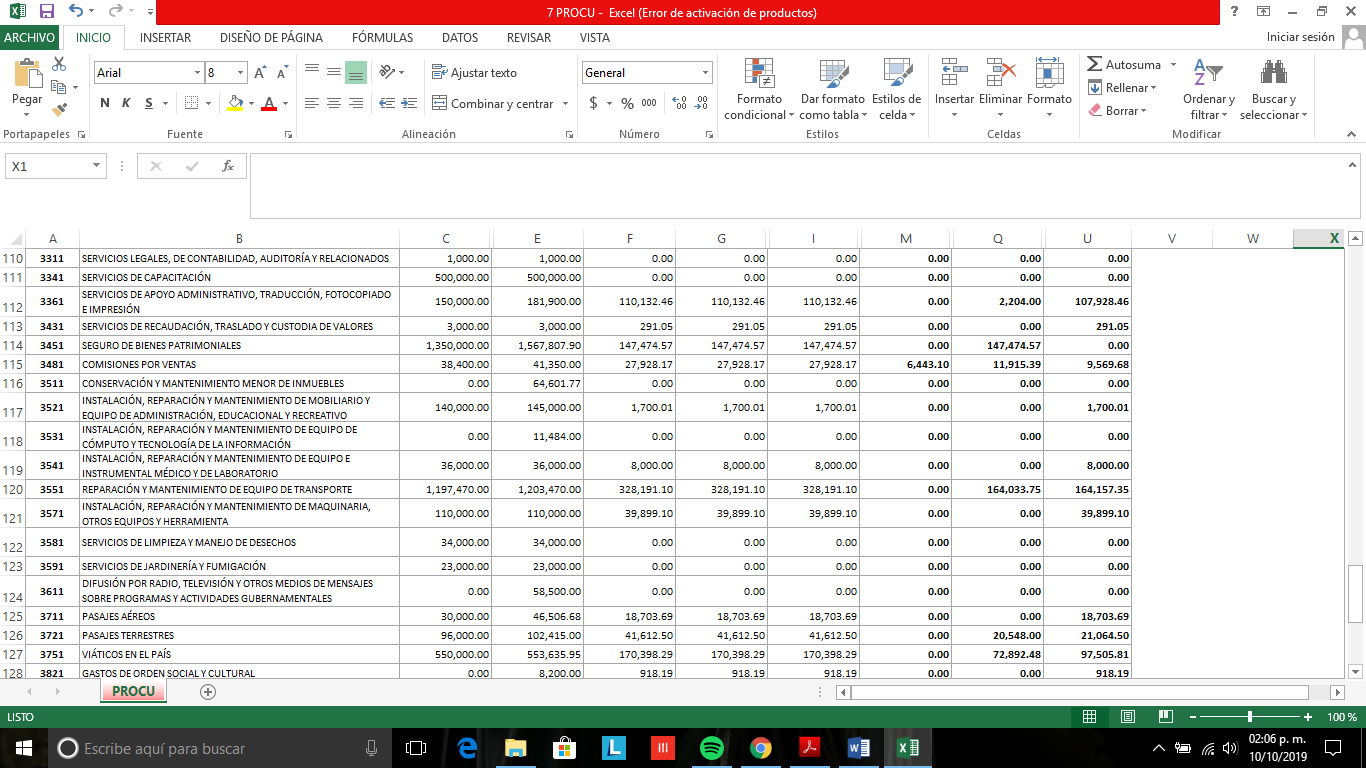 7 PROCU -  Excel (Error de activación de productos)
?
ARCHIVO INICIO INSERTAR DISEÑO DE PÁGINA FÓRMULAS DATOS REVISAR VISTA Iniciar sesión
Pegar
Arial 8
N K S
A A
A
Ajustar texto
Combinar y centrar
General
$ % 000
Formato condicional
Dar formato como tabla
Estilos de celda
Insertar Eliminar Formato
Autosuma
Rellenar
Borrar
Ordenar y filtrar
Buscar y seleccionar
Portapapeles Fuente Alineación Número Estilos Celdas Modificar
X1 fx
A B C E F G I M Q U V W X
110 3311 SERVICIOS LEGALES, DE CONTABILIDAD, AUDITORÍA Y RELACIONADOS 1,000.00 1,000.00 0.00 0.00 0.00 0.00 0.00 0.00
111 3341 SERVICIOS DE CAPACITACIÓN 500,000.00 500,000.00 0.00 0.00 0.00 0.00 0.00 0.00
112 3361 SERVICIOS DE APOYO ADMINISTRATIVO, TRADUCCIÓN, FOTOCOPIADO
E IMPRESIÓN 150,000.00 181,900.00 110,132.46 110,132.46 110,132.46 0.00 2,204.00 107,928.46
113 3431 SERVICIOS DE RECAUDACIÓN, TRASLADO Y CUSTODIA DE VALORES 3,000.00 3,000.00 291.05 291.05 291.05 0.00 0.00 291.05
114 3451 SEGURO DE BIENES PATRIMONIALES 1,350,000.00 1,567,807.90 147,474.57 147,474.57 147,474.57 0.00 147,474.57 0.00
115 3481 COMISIONES POR VENTAS 38,400.00 41,350.00 27,928.17 27,928.17 27,928.17 6,443.10 11,915.39 9,569.68
116 3511 CONSERVACIÓN Y MANTENIMIENTO MENOR DE INMUEBLES 0.00 64,601.77 0.00 0.00 0.00 0.00 0.00 0.00
117 3521 INSTALACIÓN, REPARACIÓN Y MANTENIMIENTO DE MOBILIARIO Y
EQUIPO DE ADMINISTRACIÓN, EDUCACIONAL Y RECREATIVO 140,000.00 145,000.00 1,700.01 1,700.01 1,700.01 0.00 0.00 1,700.01
118 3531 INSTALACIÓN, REPARACIÓN Y MANTENIMIENTO DE EQUIPO DE
CÓMPUTO Y TECNOLOGÍA DE LA INFORMACIÓN 0.00 11,484.00 0.00 0.00 0.00 0.00 0.00 0.00
119 3541 INSTALACIÓN, REPARACIÓN Y MANTENIMIENTO DE EQUIPO E
INSTRUMENTAL MÉDICO Y DE LABORATORIO 36,000.00 36,000.00 8,000.00 8,000.00 8,000.00 0.00 0.00 8,000.00
120 3551 REPARACIÓN Y MANTENIMIENTO DE EQUIPO DE TRANSPORTE 1,197,470.00 1,203,470.00 328,191.10 328,191.10 328,191.10 0.00 164,033.75 164,157.35
121 3571 INSTALACIÓN, REPARACIÓN Y MANTENIMIENTO DE MAQUINARIA,
OTROS EQUIPOS Y HERRAMIENTA 110,000.00 110,000.00 39,899.10 39,899.10 39,899.10 0.00 0.00 39,899.10
122 3581 SERVICIOS DE LIMPIEZA Y MANEJO DE DESECHOS 34,000.00 34,000.00 0.00 0.00 0.00 0.00 0.00 0.00
123 3591 SERVICIOS DE JARDINERÍA Y FUMIGACIÓN 23,000.00 23,000.00 0.00 0.00 0.00 0.00 0.00 0.00
124 3611 DIFUSIÓN POR RADIO, TELEVISIÓN Y OTROS MEDIOS DE MENSAJES
SOBRE PROGRAMAS Y ACTIVIDADES GUBERNAMENTALES 0.00 58,500.00 0.00 0.00 0.00 0.00 0.00 0.00
125 3711 PASAJES AÉREOS 30,000.00 46,506.68 18,703.69 18,703.69 18,703.69 0.00 0.00 18,703.69
126 3721 PASAJES TERRESTRES 96,000.00 102,415.00 41,612.50 41,612.50 41,612.50 0.00 20,548.00 21,064.50
127 3751 VIÁTICOS EN EL PAÍS 550,000.00 553,635.95 170,398.29 170,398.29 170,398.29 0.00 72,892.48 97,505.81
128 3821 GASTOS DE ORDEN SOCIAL Y CULTURAL 0.00 8,200.00 918.19 918.19 918.19 0.00 0.00 918.19
PROCU
LISTO 100 %
Escribe aquí para buscar
02:06 p. m.
10/10/2019